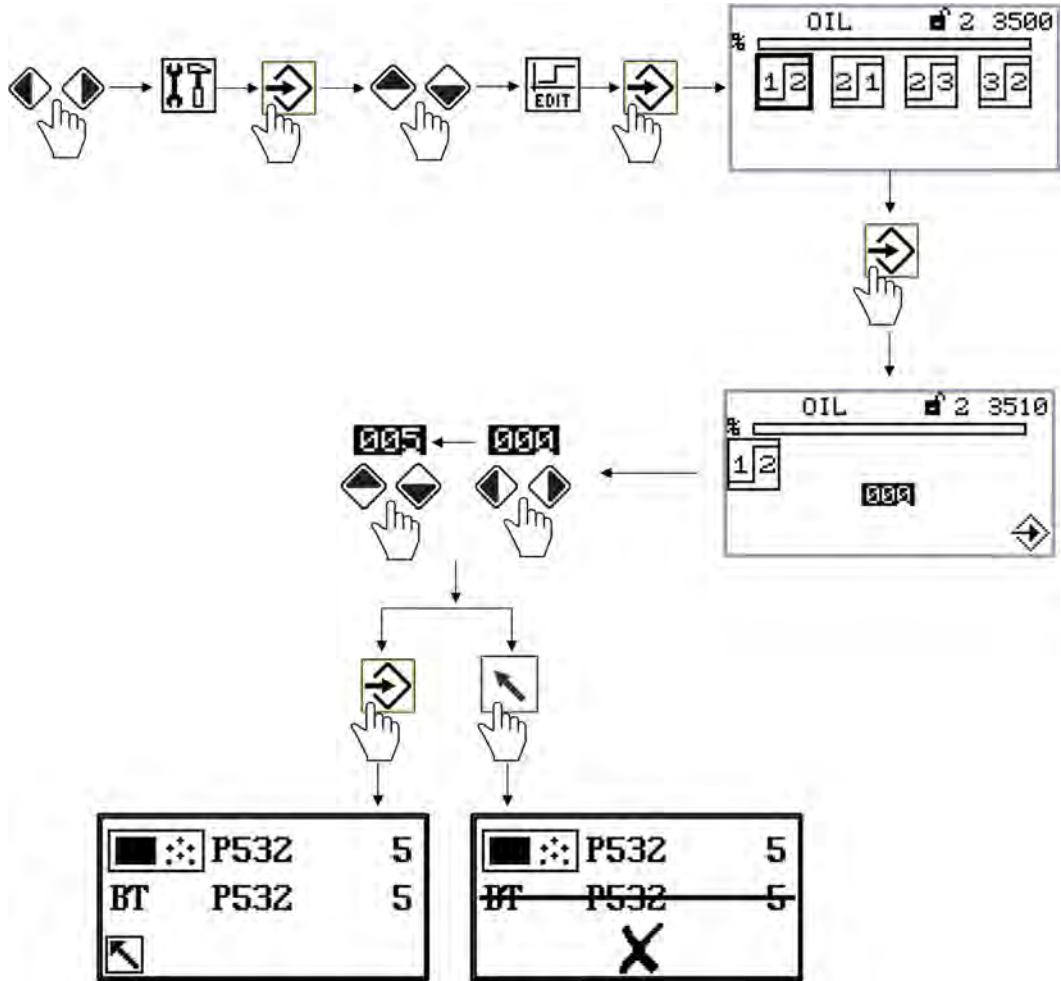 OIL 2 3500
%
1 2 2 1 2 3 3 2
EDIT
OIL 2 3510
%
1 2
000
005 000
P532 5
BT P532 5
P532 5
BT P532 5